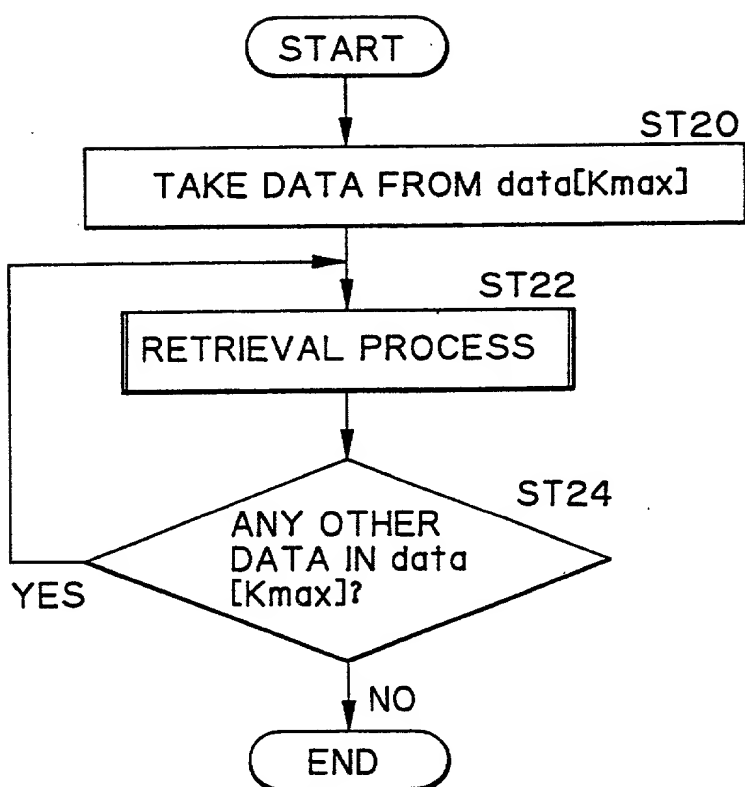 START
ST20
TAKE DATA FROM data[Kmax]
ST22
RETRIEVAL PROCESS
ST24
ANY OTHER
DATA IN data
[Kmax]?
YES
NO
END